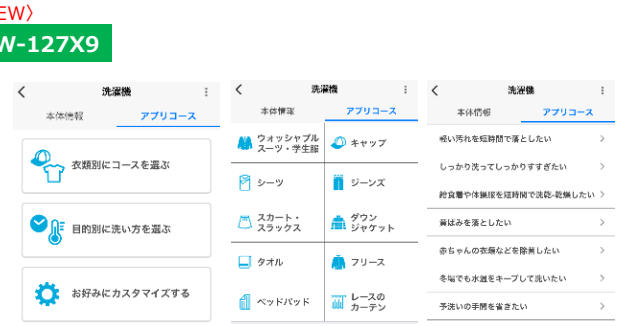 EW〉
W-127X9
洗濯機
本体情報
アプリコース
衣類別にコースを選ぶ
目的別に洗い方を選ぶ
お好みにカスタマイズする
洗濯機
本体情報
アプリコース
ウォッシャブル
スーツ・学生服
キャップ
シーツ
ジーンズ
スカート・
スラックス
ダウン
ジャケット
タオル
フリース
ベッドパッド
レースの
カーテン
洗濯機
本体情報
アプリコース
軽い汚れを短時間で落としたい
しっかり洗ってしっかりすすぎたい
給食着や体操服を短時間で洗乾-乾燥したい
黄ばみを落としたい
赤ちゃんの衣類などを除菌したい
冬場でも水温をキープして洗いたい
予洗いの手間を省きたい